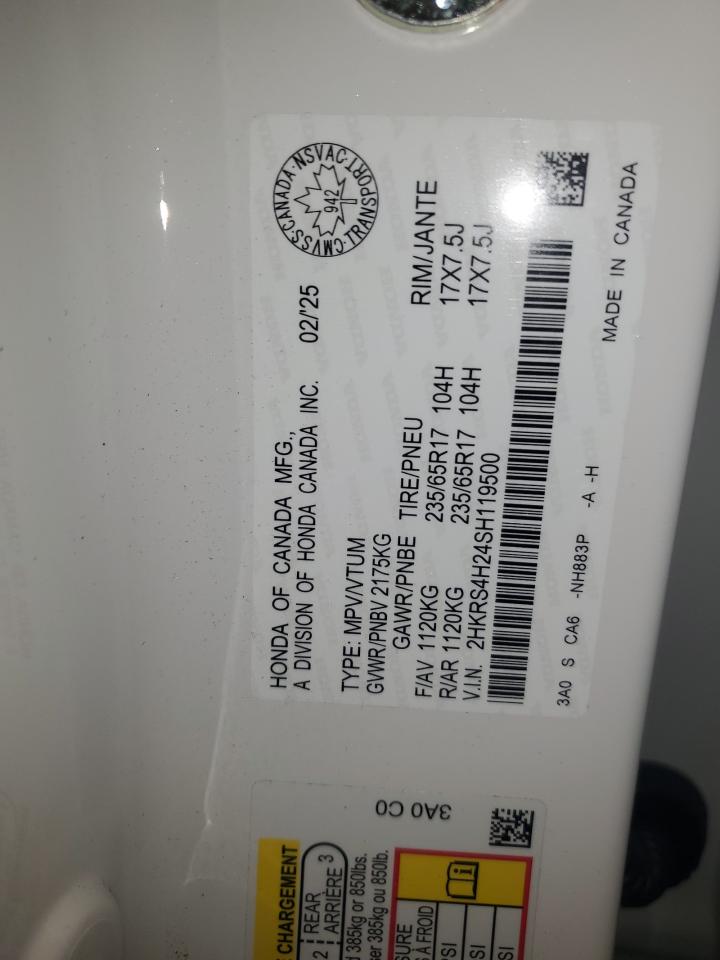 HONDA OF CANADA MFG.,
A DIVISION OF HONDA CANADA INC. 02/'25
CMVSS·CANADA·NSVAC·TRANSPORT·
942
TYPE: MPV/VTUM
GVWR/PNBV 2175KG
GAWR/PNBE TIRE/PNEU RIM/JANTE
F/AV 1120KG 235/65R17 104H 17X7.5J
R/AR 1120KG 235/65R17 104H 17X7.5J
V.I.N. 2HKRS4H24SH119500
3A0 S CA6 -NH883P -A -H
MADE IN CANADA
3A0 C0
CHARGEMENT
2 REAR
ARRIÈRE 3
385kg or 850lbs.
385kg ou 850lb.
À FROID